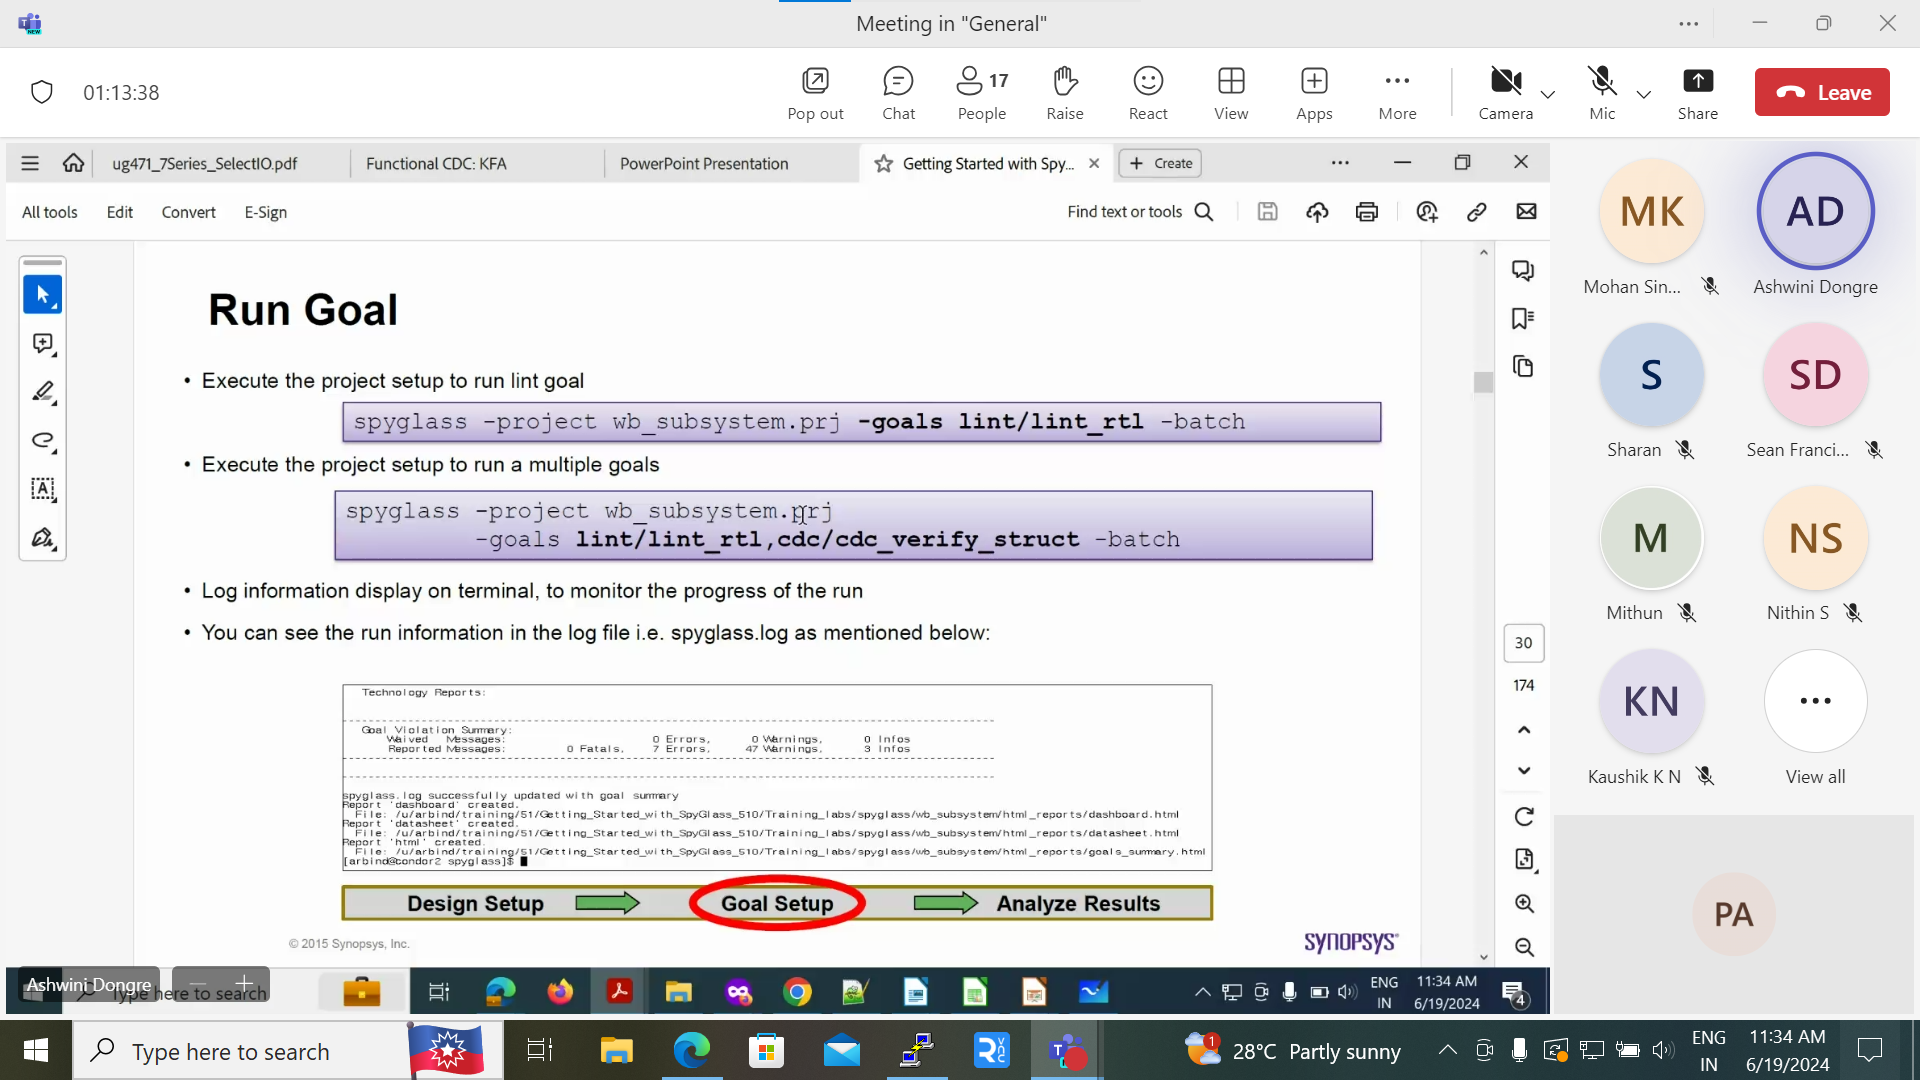 Meeting in "General"
01:13:38
Pop out
Chat
17
People
Raise
React
View
Apps
More
Camera
Mic
Share
Leave
ug471_7Series_SelectIO.pdf
Functional CDC: KFA
PowerPoint Presentation
Getting Started with Spy...
Create
All tools
Edit
Convert
E-Sign
Find text or tools
Run Goal
• Execute the project setup to run lint goal
spyglass -project wb_subsystem.prj -goals lint/lint_rtl -batch
• Execute the project setup to run a multiple goals
spyglass -project wb_subsystem.prj
-goals lint/lint_rtl,cdc/cdc_verify_struct -batch
• Log information display on terminal, to monitor the progress of the run
• You can see the run information in the log file i.e. spyglass.log as mentioned below:
Technology Reports:
Goal Violation Summary:
Waived Messages: 0 Errors, 0 Warnings, 0 Infos
Reported Messages: 0 Fatals, 7 Errors, 47 Warnings, 3 Infos
spyglass.log successfully updated with goal summary
Report 'dashboard' created.
File: /u/arbind/training/51/Getting_Started_with_SpyGlass_510/Training_labs/spyglass/wb_subsystem/html_reports/dashboard.html
Report 'datasheet' created.
File: /u/arbind/training/51/Getting_Started_with_SpyGlass_510/Training_labs/spyglass/wb_subsystem/html_reports/datasheet.html
Report 'html' created.
File: /u/arbind/training/51/Getting_Started_with_SpyGlass_510/Training_labs/spyglass/wb_subsystem/html_reports/goals_summary.html
[arbind@condor2 spyglass]$
Design Setup
Goal Setup
Analyze Results
© 2015 Synopsys, Inc.
SYNOPSYS
30
174
MK
Mohan Sin...
AD
Ashwini Dongre
S
Sharan
SD
Sean Franci...
M
Mithun
NS
Nithin S
KN
Kaushik K N
View all
PA
Ashwini Dongre
Type here to search
ENG
IN
11:34 AM
6/19/2024
4
Type here to search
1
28°C Partly sunny
ENG
IN
11:34 AM
6/19/2024